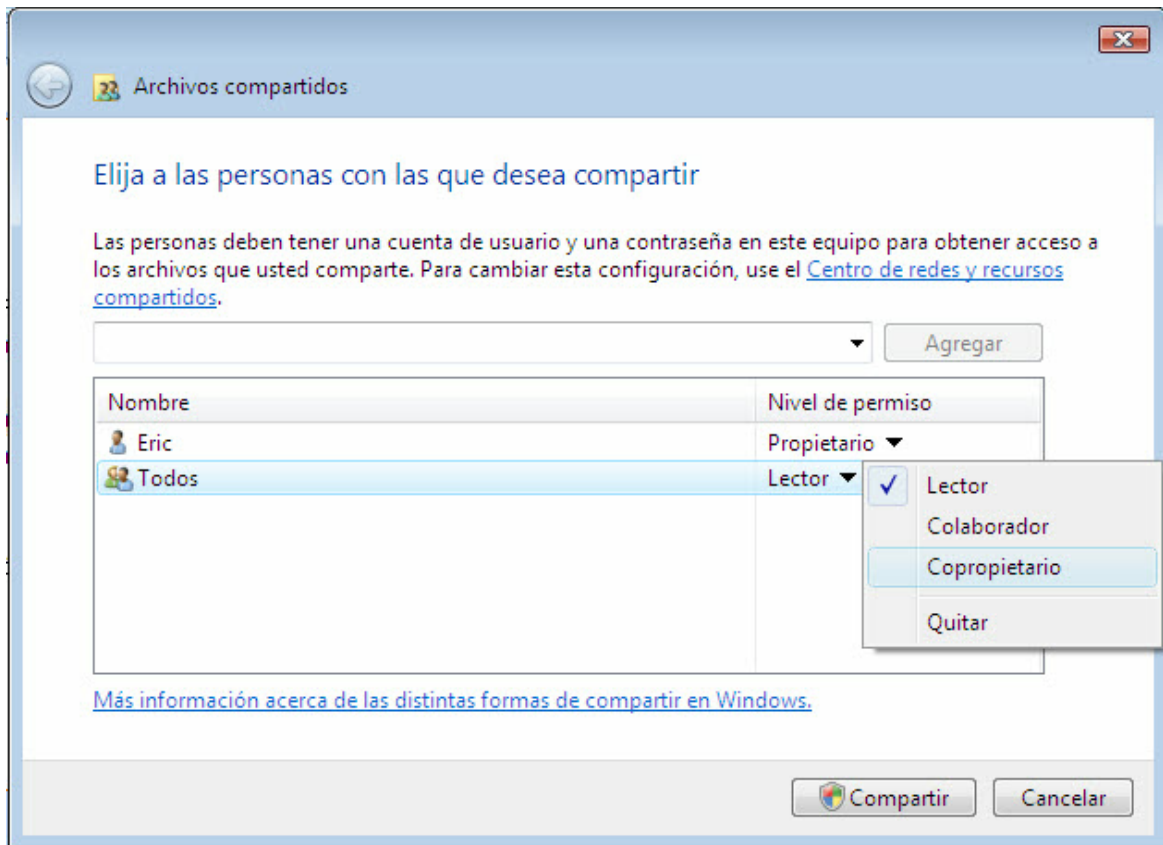 Archivos compartidos
Elija a las personas con las que desea compartir
Las personas deben tener una cuenta de usuario y una contraseña en este equipo para obtener acceso a
los archivos que usted comparte. Para cambiar esta configuración, use el Centro de redes y recursos
compartidos.
Agregar
Nombre Nivel de permiso
Eric Propietario
Todos Lector
Lector
Colaborador
Copropietario
Quitar
Más información acerca de las distintas formas de compartir en Windows.
Compartir Cancelar